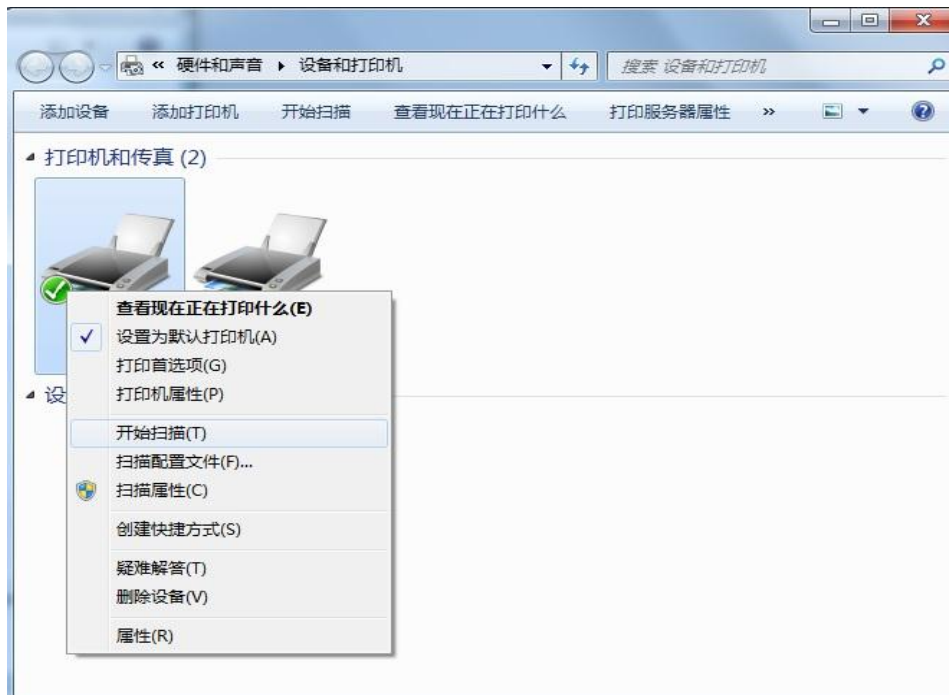 « 硬件和声音 ▸ 设备和打印机
搜索 设备和打印机
添加设备 添加打印机 开始扫描 查看现在正在打印什么 打印服务器属性 »
打印机和传真 (2)
查看现在正在打印什么(E)
设置为默认打印机(A)
打印首选项(G)
打印机属性(P)
设
开始扫描(T)
扫描配置文件(F)...
扫描属性(C)
创建快捷方式(S)
疑难解答(T)
删除设备(V)
属性(R)